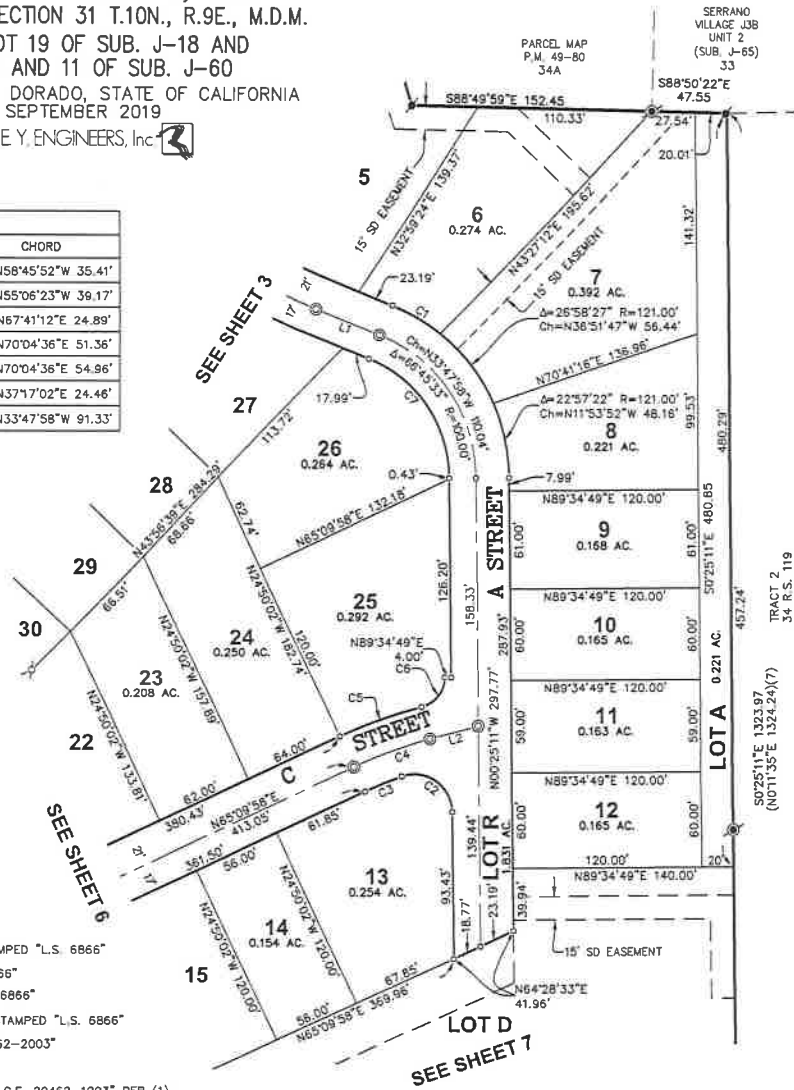 SECTION 31 T.10N., R.9E., M.D.M.
OT 19 OF SUB. J-18 AND
AND 11 OF SUB. J-60
DORADO, STATE OF CALIFORNIA
SEPTEMBER 2019
E Y, ENGINEERS, Inc.
CHORD
N58°45'52"W 35.41'
N55°06'23"W 39.17'
N67°41'12"E 24.89'
N70°04'36"E 51.36'
N70°04'36"E 54.96'
N37°17'02"E 24.46'
N33°47'58"W 91.33'
PARCEL MAP
P.M. 49-80
34A
SERRANO
VILLAGE J3B
UNIT 2
(SUB. J-65)
33
S88°49'59"E 152.45
110.33'
S88°50'22"E
47.55
27.54'
20.01'
5
15' SD EASEMENT
N32°59'24"E 139.37'
6
0.274 AC.
N43°27'12"E 195.62'
15' SD EASEMENT
7
0.392 AC.
141.32'
23.19'
C1
Δ=26°58'27" R=121.00'
Ch=N36°51'47"W 56.44'
SEE SHEET 3
21'
17'
L1
Ch=N33°47'58"W 110.04'
Δ=66°45'33" R=100.00'
N70°41'16"E 136.96'
17.99'
C7
Δ=22°57'22" R=121.00'
Ch=N11°53'52"W 48.16'
8
0.221 AC.
99.53'
480.29'
27
113.72'
26
0.264 AC.
0.43'
7.99'
28
N43°56'39"E 284.29'
68.66'
62.74'
N65°09'58"E 132.18'
A STREET
N89°34'49"E 120.00'
61.00'
9
0.168 AC.
61.00'
S0°25'11"E 480.85
29
66.51'
25
0.292 AC.
126.20'
158.33'
287.93'
N89°34'49"E 120.00'
30
N24°50'02"W 182.74'
120.00'
24
0.250 AC.
N89°34'49"E
4.00'
60.00'
10
0.165 AC.
60.00'
0.221 AC.
457.24'
TRACT 2
34 R.S. 119
23
0.208 AC.
N24°50'02"W 157.89'
C6
C5
N89°34'49"E 120.00'
22
N24°50'02"W 133.81'
64.00'
C STREET
L2
C4
N00°25'11"W 297.77'
59.00'
11
0.163 AC.
59.00'
LOT A
S0°25'11"E 1323.97
(N0°11'35"E 1324.24)(7)
62.00'
380.43'
N65°09'58"E
413.05'
C3
C2
N89°34'49"E 120.00'
SEE SHEET 6
21'
17'
361.50'
56.00'
61.85'
139.44'
LOT R
1.831 AC.
60.00'
12
0.165 AC.
60.00'
13
0.254 AC.
93.43'
120.00'
20'
N89°34'49"E 140.00'
N24°50'02"W 120.00'
14
0.154 AC.
N24°50'02"W 120.00'
23.19'
39.94'
18.77'
15' SD EASEMENT
15
67.85'
56.00'
N65°09'58"E 369.96'
N64°28'33"E
41.96'
LOT D
SEE SHEET 7
MPED "L.S. 6866"
66"
6866"
TAMPED "L.S. 6866"
62-2003"